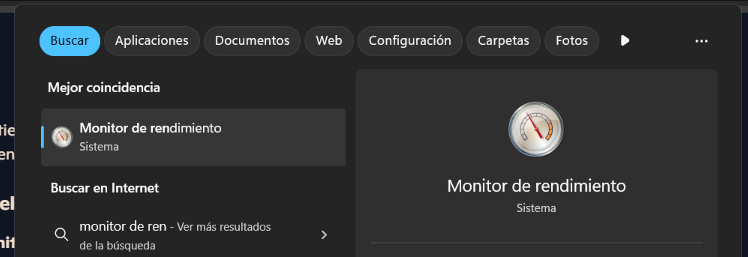 Buscar Aplicaciones Documentos Web Configuración Carpetas Fotos
Mejor coincidencia
Monitor de rendimiento
Sistema
Buscar en Internet
monitor de ren - Ver más resultados
de la búsqueda
Monitor de rendimiento
Sistema